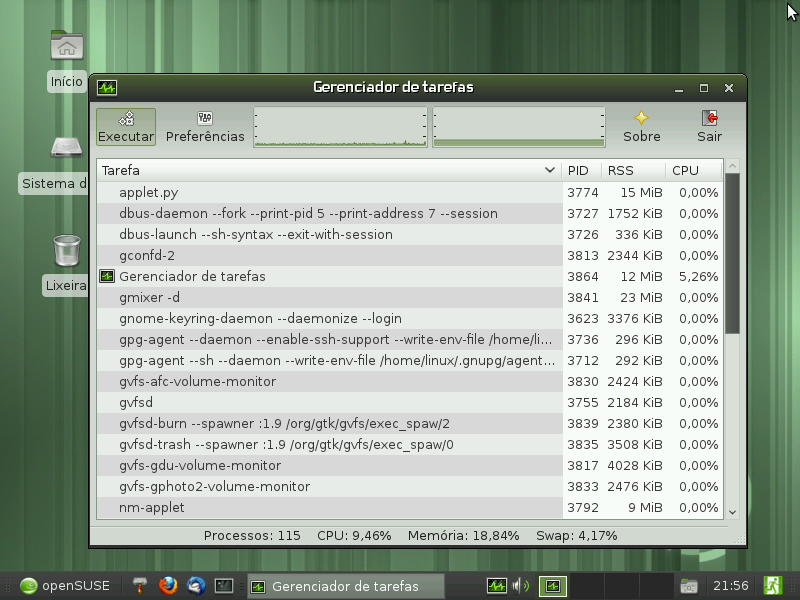 Início
Gerenciador de tarefas
Executar Preferências Sobre Sair
Sistema d
Lixeira
Tarefa PID RSS CPU
applet.py 3774 15 MiB 0,00%
dbus-daemon --fork --print-pid 5 --print-address 7 --session 3727 1752 KiB 0,00%
dbus-launch --sh-syntax --exit-with-session 3726 336 KiB 0,00%
gconfd-2 3813 2344 KiB 0,00%
Gerenciador de tarefas 3864 12 MiB 5,26%
gmixer -d 3841 23 MiB 0,00%
gnome-keyring-daemon --daemonize --login 3623 3376 KiB 0,00%
gpg-agent --daemon --enable-ssh-support --write-env-file /home/li... 3736 296 KiB 0,00%
gpg-agent --sh --daemon --write-env-file /home/linux/.gnupg/agent... 3712 292 KiB 0,00%
gvfs-afc-volume-monitor 3830 2424 KiB 0,00%
gvfsd 3755 2184 KiB 0,00%
gvfsd-burn --spawner :1.9 /org/gtk/gvfs/exec_spaw/2 3839 2380 KiB 0,00%
gvfsd-trash --spawner :1.9 /org/gtk/gvfs/exec_spaw/0 3835 3508 KiB 0,00%
gvfs-gdu-volume-monitor 3817 4028 KiB 0,00%
gvfs-gphoto2-volume-monitor 3833 2476 KiB 0,00%
nm-applet 3792 9 MiB 0,00%
Processos: 115 CPU: 9,46% Memória: 18,84% Swap: 4,17%
openSUSE Gerenciador de tarefas 21:56